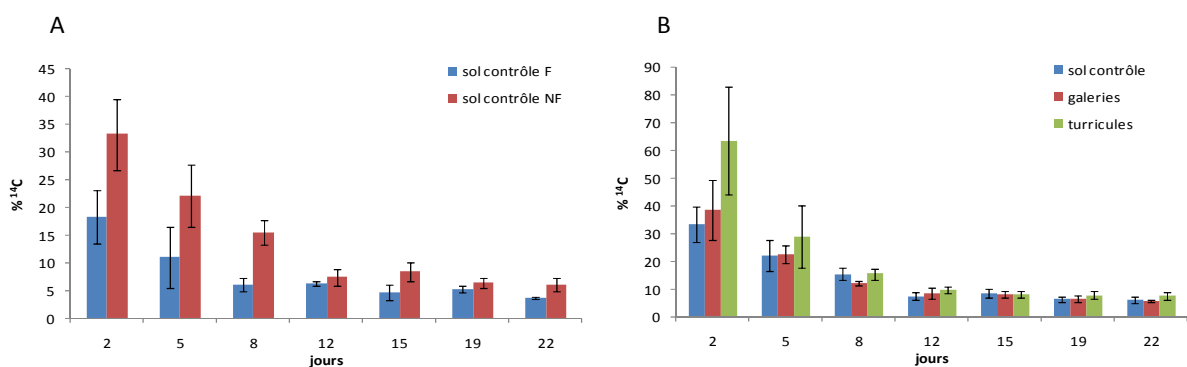 A
45
40
35
30
25
20
15
10
5
0
% ¹⁴C
sol contrôle F
sol contrôle NF
2 5 8 12 15 19 22
jours
B
90
80
70
60
50
40
30
20
10
0
% ¹⁴C
sol contrôle
galeries
turricules
2 5 8 12 15 19 22
jours